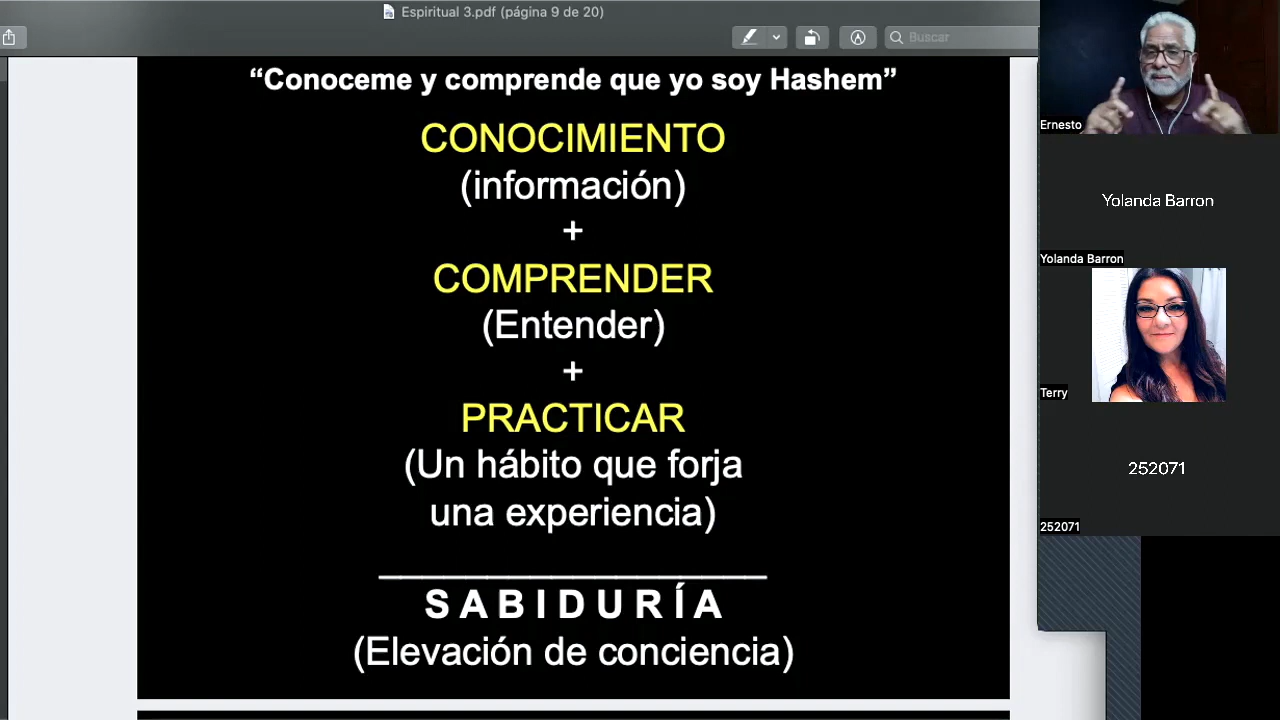 Espiritual 3.pdf (página 9 de 20)
Buscar
“Conoceme y comprende que yo soy Hashem”
CONOCIMIENTO
(información)
+
COMPRENDER
(Entender)
+
PRACTICAR
(Un hábito que forja
una experiencia)
SABIDURÍA
(Elevación de conciencia)
Ernesto
Yolanda Barron
Yolanda Barron
Terry
252071
252071